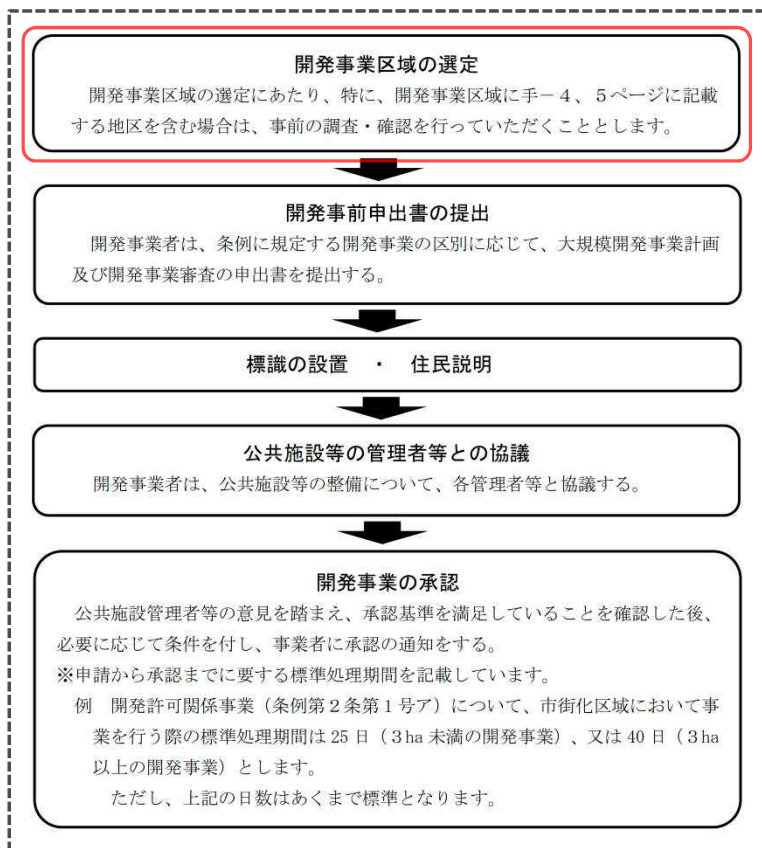 開発事業区域の選定
開発事業区域の選定にあたり、特に、開発事業区域に手－４、５ページに記載
する地区を含む場合は、事前の調査・確認を行っていただくこととします。
開発事前申出書の提出
開発事業者は、条例に規定する開発事業の区別に応じて、大規模開発事業計画
及び開発事業審査の申出書を提出する。
標識の設置　・　住民説明
公共施設等の管理者等との協議
開発事業者は、公共施設等の整備について、各管理者等と協議する。
開発事業の承認
公共施設管理者等の意見を踏まえ、承認基準を満足していることを確認した後、
必要に応じて条件を付し、事業者に承認の通知をする。
※申請から承認までに要する標準処理期間を記載しています。
例　開発許可関係事業（条例第２条第１号ア）について、市街化区域において事
業を行う際の標準処理期間は 25 日（３ha 未満の開発事業）、又は 40 日（３ha
以上の開発事業）とします。
ただし、上記の日数はあくまで標準となります。